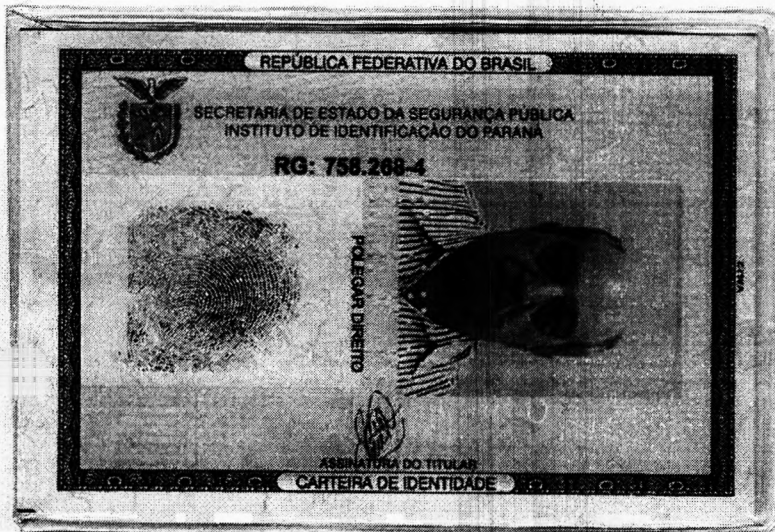 REPÚBLICA FEDERATIVA DO BRASIL
SECRETARIA DE ESTADO DA SEGURANÇA PÚBLICA
INSTITUTO DE IDENTIFICAÇÃO DO PARANÁ
RG: 758.268-4
POLEGAR DIREITO
ASSINATURA DO TITULAR
CARTEIRA DE IDENTIDADE